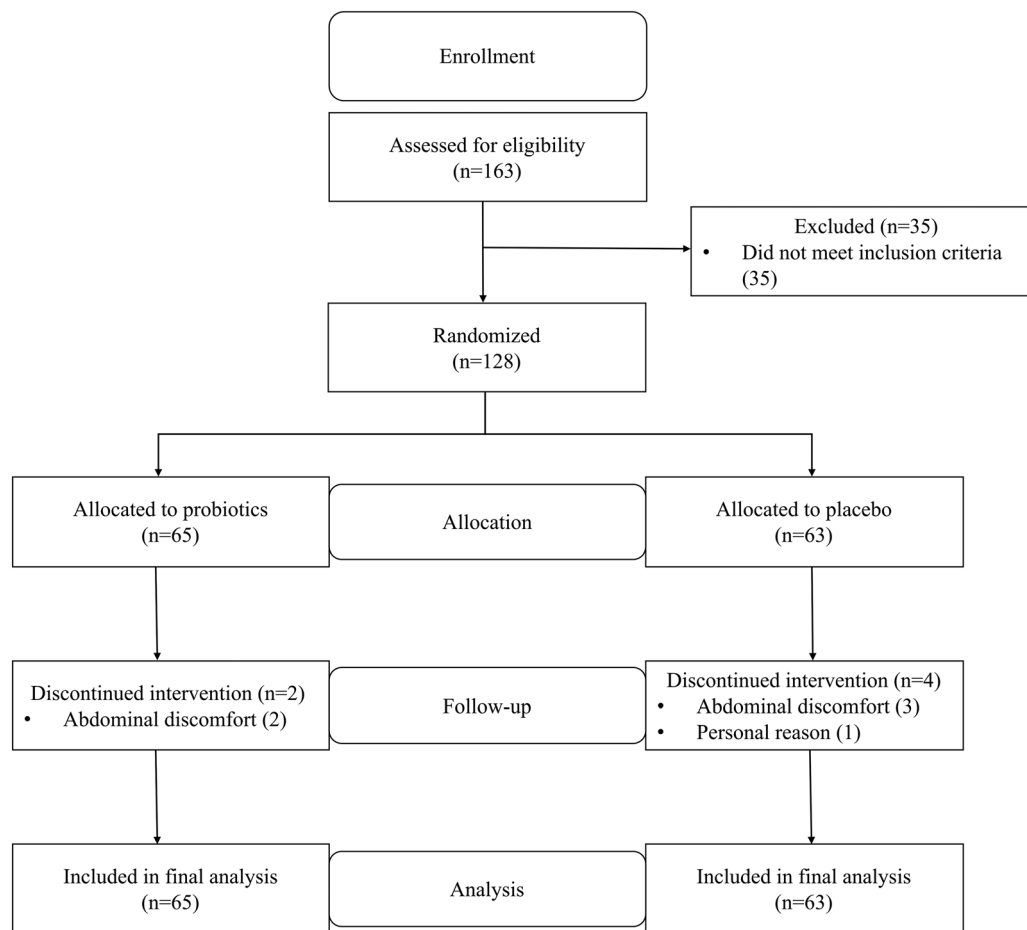 Enrollment
Assessed for eligibility
(n=163)
Excluded (n=35)
• Did not meet inclusion criteria
(35)
Randomized
(n=128)
Allocated to probiotics
(n=65)
Allocation
Allocated to placebo
(n=63)
Discontinued intervention (n=2)
• Abdominal discomfort (2)
Follow-up
Discontinued intervention (n=4)
• Abdominal discomfort (3)
• Personal reason (1)
Included in final analysis
(n=65)
Analysis
Included in final analysis
(n=63)